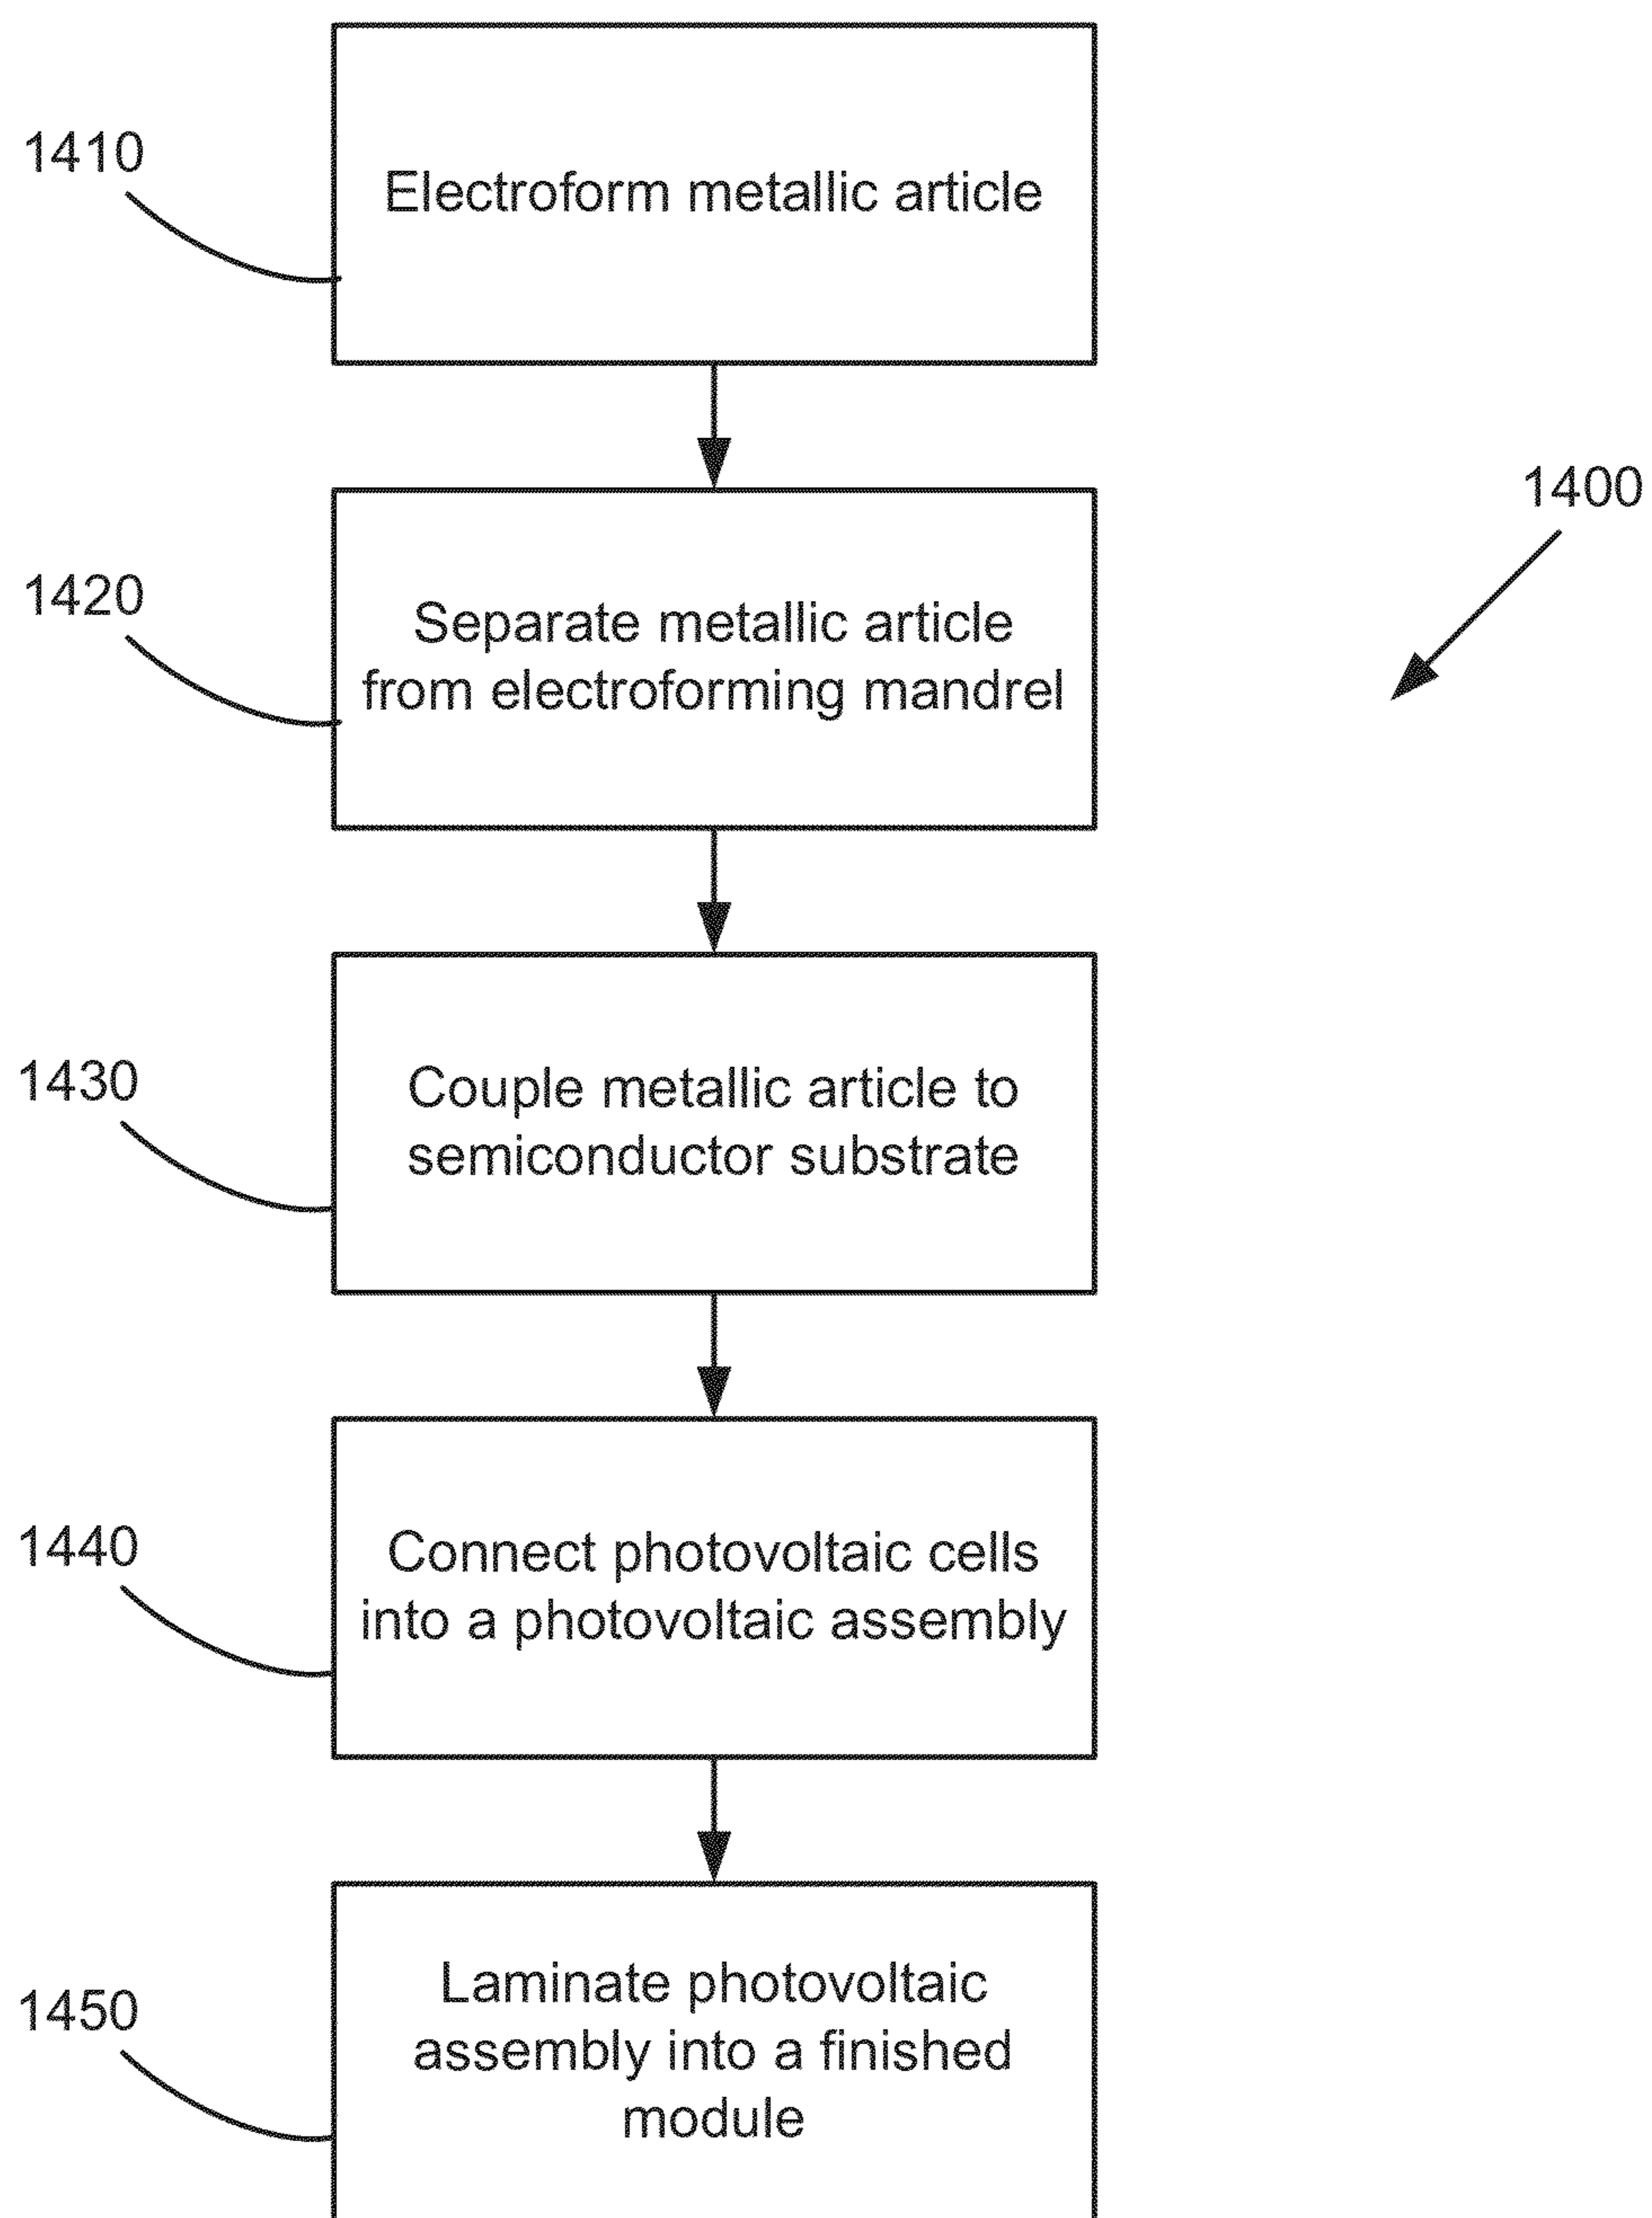 1410
Electroform metallic article
1400
1420
Separate metallic article
from electroforming mandrel
1430
Couple metallic article to
semiconductor substrate
1440
Connect photovoltaic cells
into a photovoltaic assembly
1450
Laminate photovoltaic
assembly into a finished
module